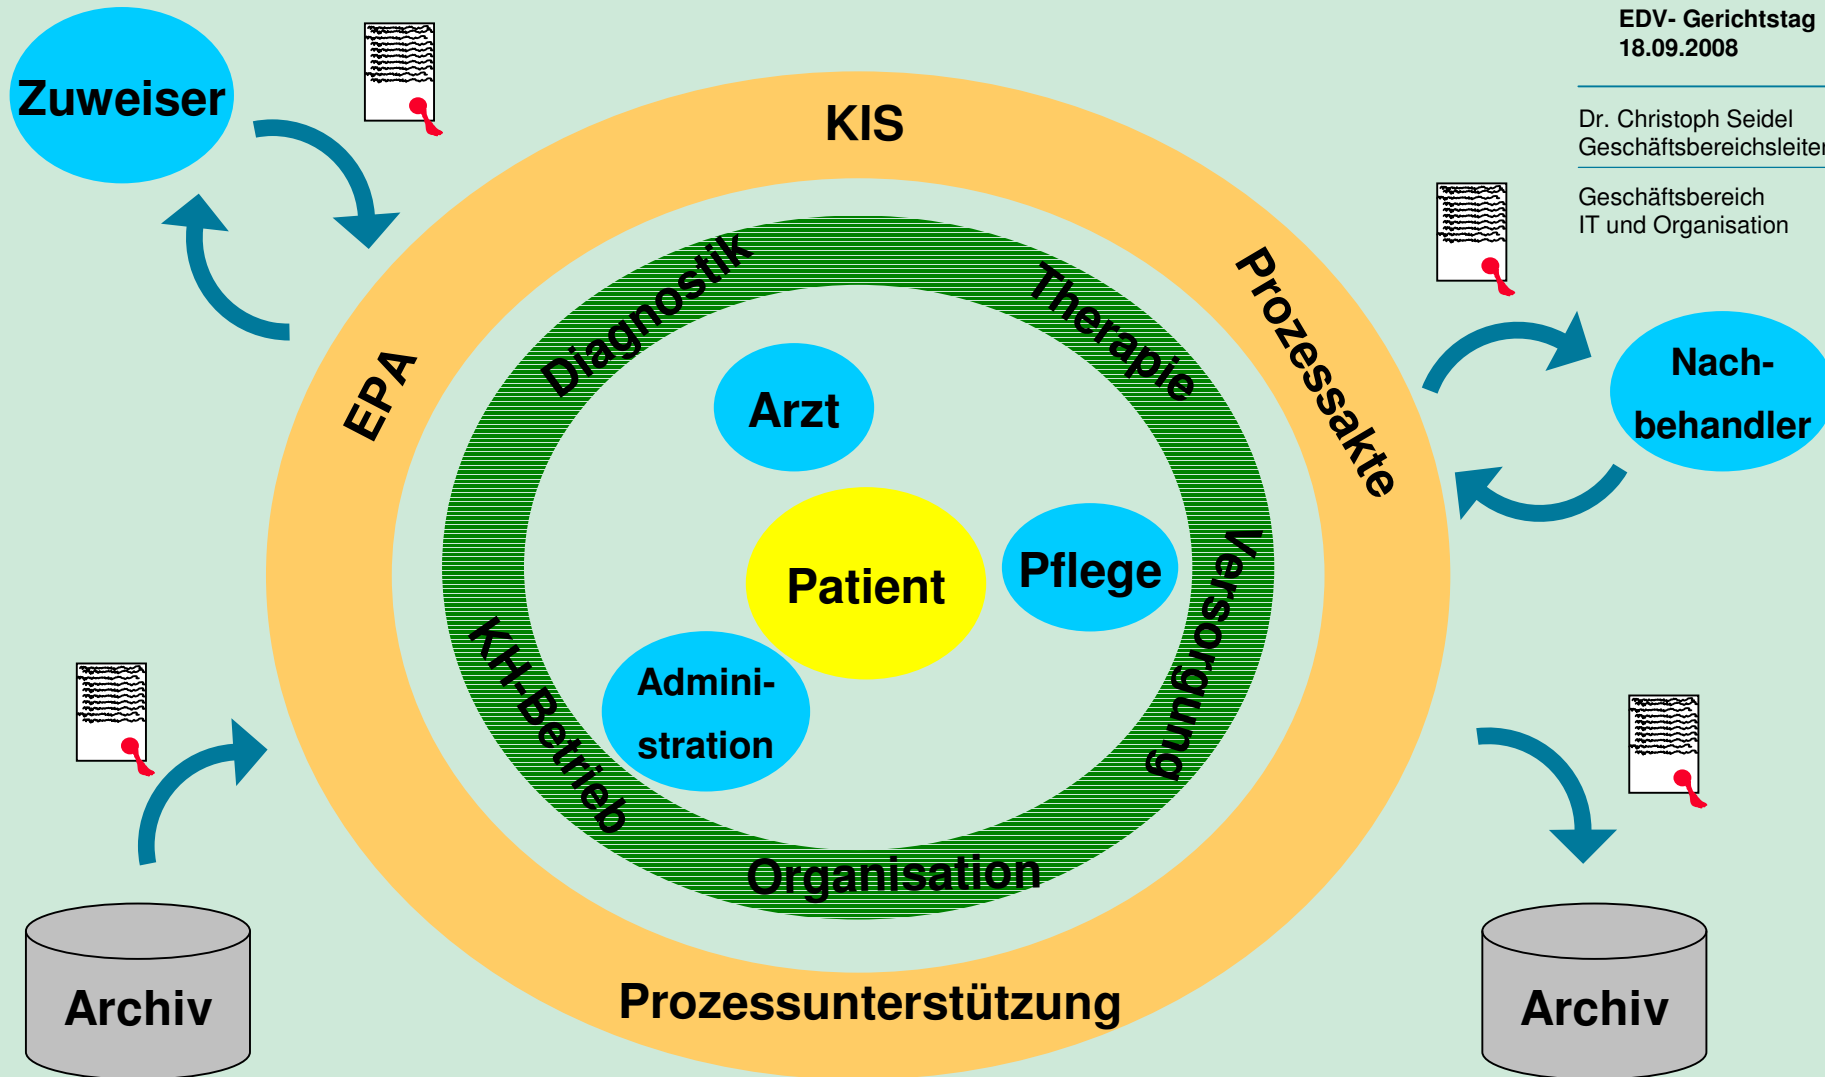 EDV- Gerichtstag
18.09.2008
Dr. Christoph Seidel
Geschäftsbereichsleiter
Geschäftsbereich
IT und Organisation
Zuweiser
KIS
EPA
Prozessakte
Diagnostik
Therapie
Arzt
Nach-
behandler
Patient
Pflege
Versorgung
KH-Betrieb
Admini-
stration
Organisation
Prozessunterstützung
Archiv
Archiv